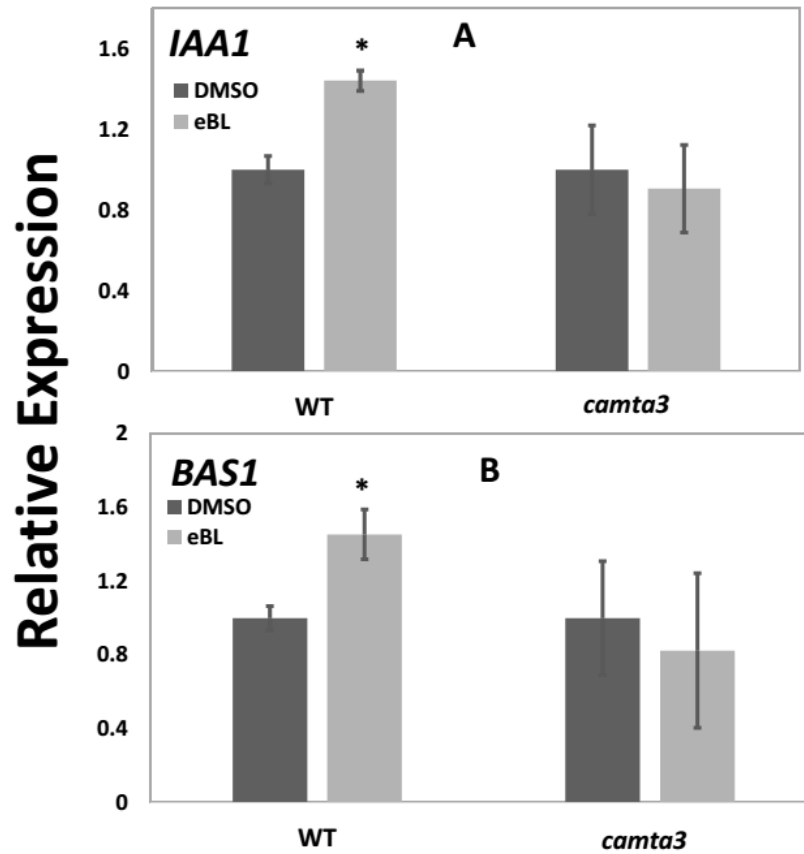 Relative Expression
IAA1
A
DMSO
eBL
*
1.6
1.2
0.8
0.4
0
WT
camta3
BAS1
B
DMSO
eBL
*
2
1.6
1.2
0.8
0.4
0
WT
camta3